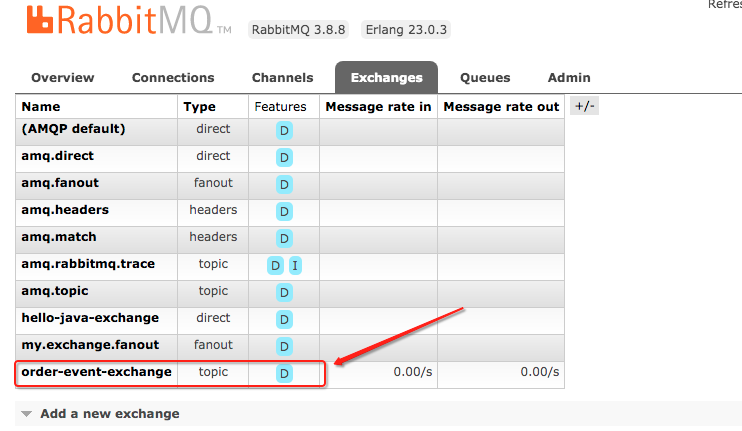 Refres
RabbitMQ TM RabbitMQ 3.8.8 Erlang 23.0.3
Overview Connections Channels Exchanges Queues Admin
Name Type Features Message rate in Message rate out +/-
(AMQP default) direct D
amq.direct direct D
amq.fanout fanout D
amq.headers headers D
amq.match headers D
amq.rabbitmq.trace topic D I
amq.topic topic D
hello-java-exchange direct D
my.exchange.fanout fanout D
order-event-exchange topic D 0.00/s 0.00/s
Add a new exchange